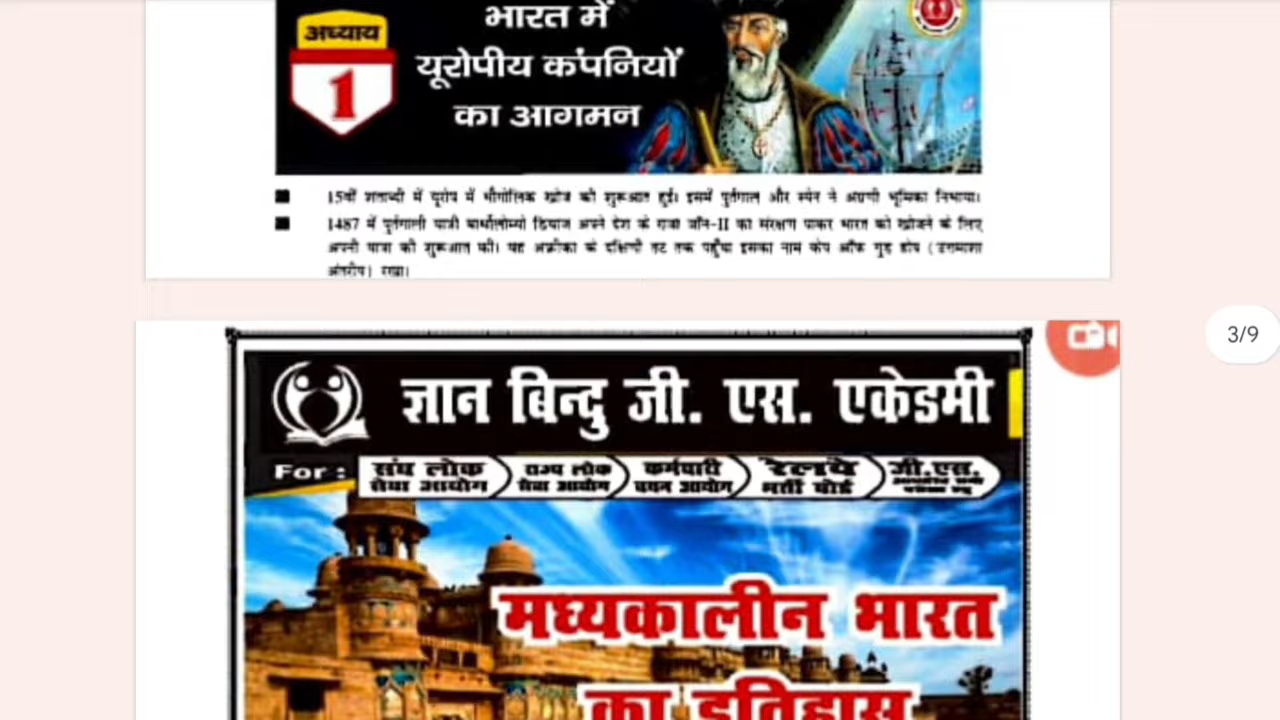 भारत में
अध्याय
यूरोपीय कंपनियों
1
का आगमन
15वीं शताब्दी में यूरोप में भौगोलिक खोज की शुरूआत हुई। इसमें पुर्तगाल और स्पेन ने अग्रणी भूमिका निभाया।
1487 में पुर्तगाली यात्री बार्थोलोम्यो डियाज अपने देश के राजा जॉन-II का संरक्षण पाकर भारत को खोजने के लिए
अपनी यात्रा की शुरूआत की। यह अफ्रीका के दक्षिणी तट तक पहुँचा इसका नाम केप ऑफ गुड होप (उत्तमाशा
अंतरीप) रखा।
3/9
ज्ञान बिन्दु जी. एस. एकेडमी
For : संघ लोक राज्य लोक कर्मचारी रेलवे जी.एस.
सेवा आयोग सेवा आयोग चयन आयोग भर्ती बोर्ड
मध्यकालीन भारत
का इतिहास